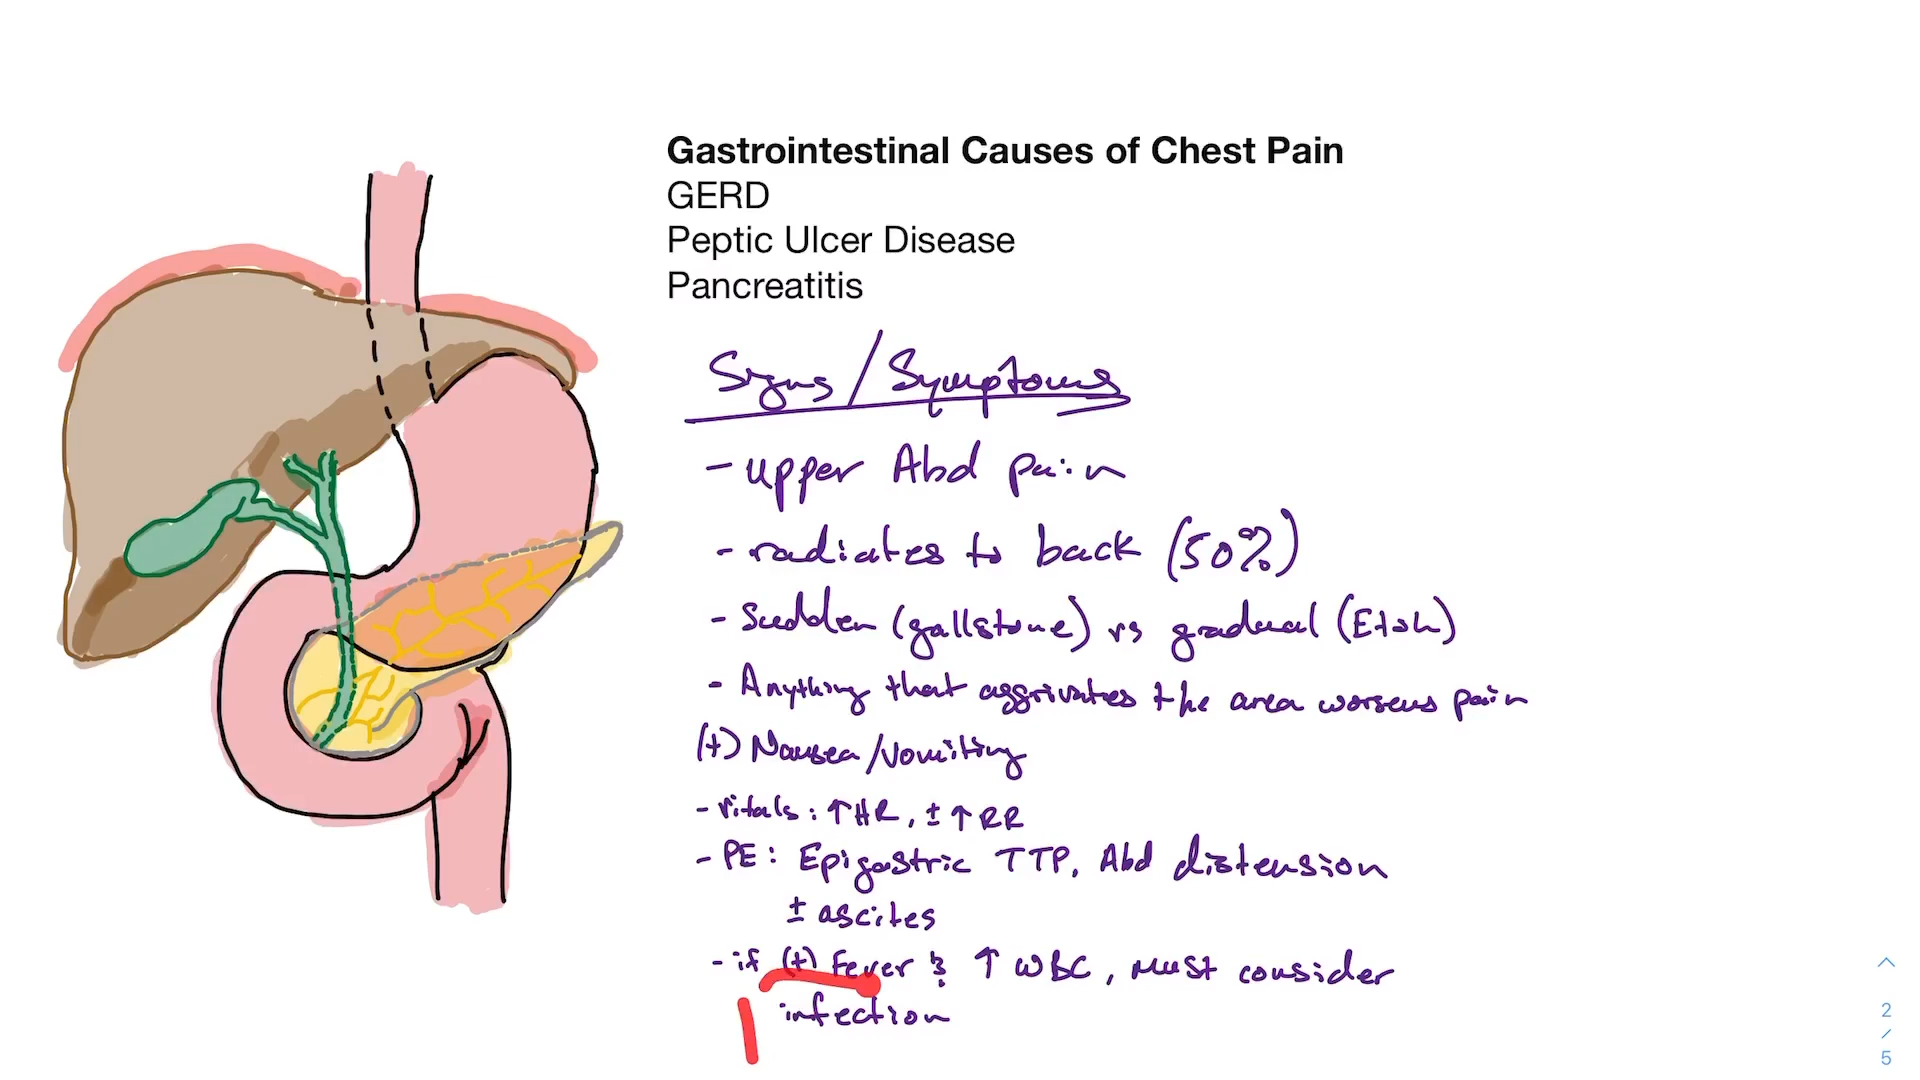 Gastrointestinal Causes of Chest Pain
GERD
Peptic Ulcer Disease
Pancreatitis
Signs/Symptoms
- upper Abd pain
- radiates to back (50%)
- sudden (gallstone) vs gradual (Etoh)
- Anything that aggrivates the area worsens pain
(+) Nausea/vomiting
- vitals: ↑HR, ± ↑RR
- PE: Epigastric TTP, Abd distension
± ascites
- if (+) Fever & ↑ WBC, must consider
infection
2
/
5